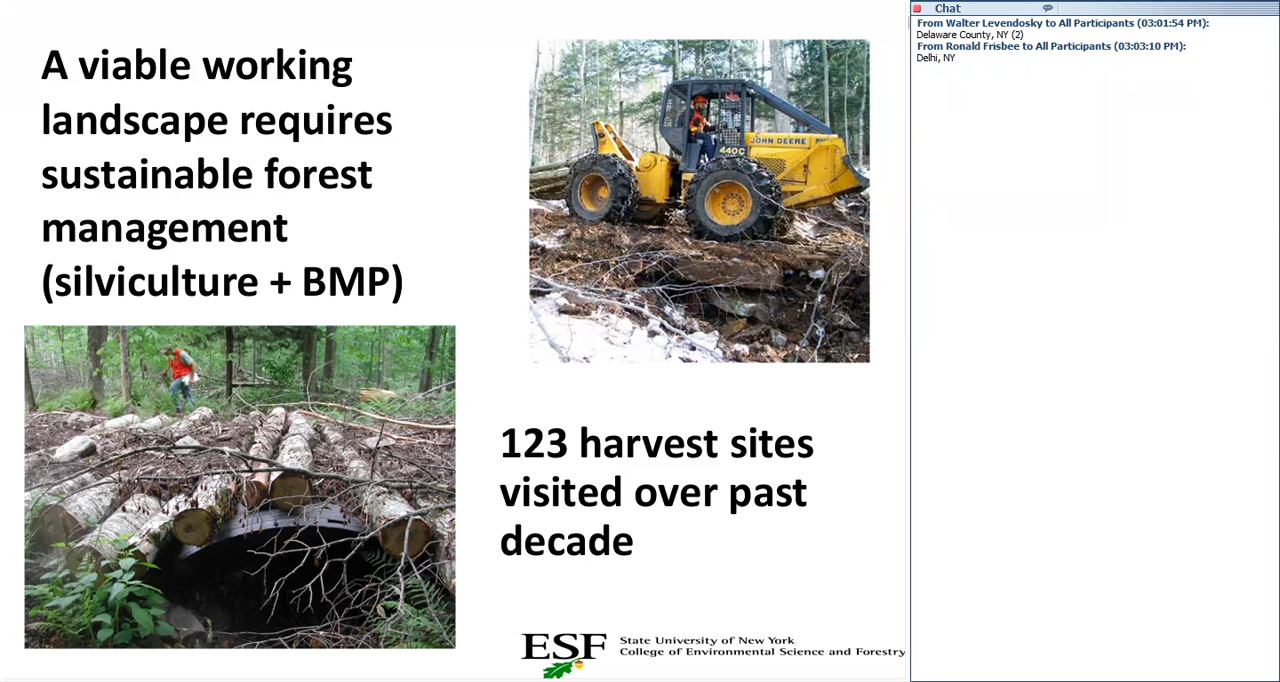 A viable working
landscape requires
sustainable forest
management
(silviculture + BMP)
JOHN DEERE
440C
123 harvest sites
visited over past
decade
ESF
State University of New York
College of Environmental Science and Forestry
Chat
From Walter Levendosky to All Participants (03:01:54 PM):
Delaware County, NY (2)
From Ronald Frisbee to All Participants (03:03:10 PM):
Delhi, NY